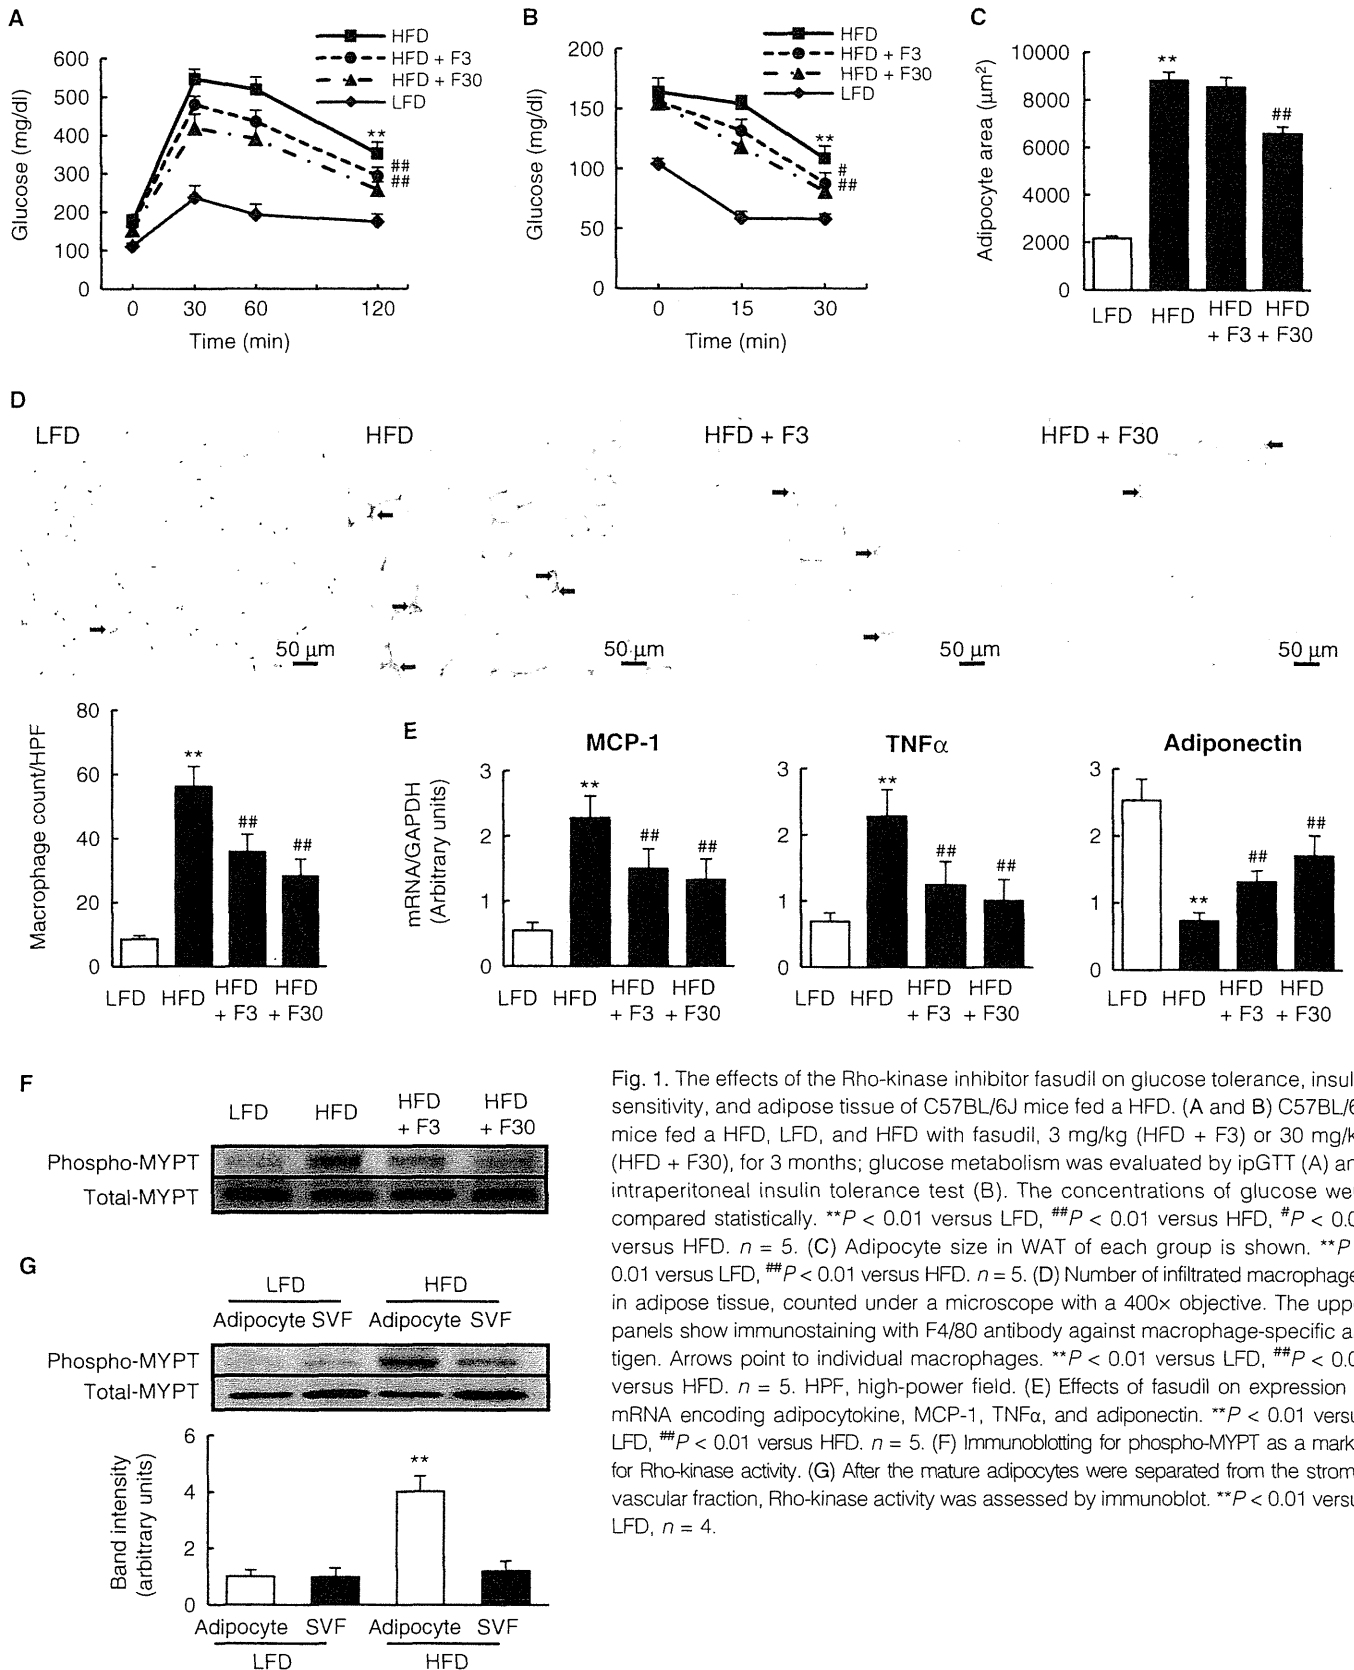 A
HFD
HFD + F3
HFD + F30
LFD
Glucose (mg/dl)
600
500
400
300
200
100
0
**
##
##
0 30 60 120
Time (min)
B
HFD
HFD + F3
HFD + F30
LFD
Glucose (mg/dl)
200
150
100
50
0
**
#
##
0 15 30
Time (min)
C
Adipocyte area (μm²)
10000
8000
6000
4000
2000
0
**
##
LFD HFD HFD HFD
+ F3 + F30
D
LFD HFD HFD + F3 HFD + F30
50 μm 50 μm 50 μm 50 μm
Macrophage count/HPF
80
60
40
20
0
**
##
##
LFD HFD HFD HFD
+ F3 + F30
E
mRNA/GAPDH
(Arbitrary units)
MCP-1
3
2
1
0
**
##
##
LFD HFD HFD HFD
+ F3 + F30
TNFα
3
2
1
0
**
##
##
LFD HFD HFD HFD
+ F3 + F30
Adiponectin
3
2
1
0
**
##
##
LFD HFD HFD HFD
+ F3 + F30
F
LFD HFD HFD HFD
+ F3 + F30
Phospho-MYPT
Total-MYPT
G
LFD HFD
Adipocyte SVF Adipocyte SVF
Phospho-MYPT
Total-MYPT
Band intensity
(arbitrary units)
6
4
2
0
**
Adipocyte SVF Adipocyte SVF
LFD HFD
Fig. 1. The effects of the Rho-kinase inhibitor fasudil on glucose tolerance, insul
sensitivity, and adipose tissue of C57BL/6J mice fed a HFD. (A and B) C57BL/6
mice fed a HFD, LFD, and HFD with fasudil, 3 mg/kg (HFD + F3) or 30 mg/k
(HFD + F30), for 3 months; glucose metabolism was evaluated by ipGTT (A) an
intraperitoneal insulin tolerance test (B). The concentrations of glucose we
compared statistically. **P < 0.01 versus LFD, ##P < 0.01 versus HFD, #P < 0.0
versus HFD. n = 5. (C) Adipocyte size in WAT of each group is shown. **P
0.01 versus LFD, ##P < 0.01 versus HFD. n = 5. (D) Number of infiltrated macrophage
in adipose tissue, counted under a microscope with a 400× objective. The upp
panels show immunostaining with F4/80 antibody against macrophage-specific a
tigen. Arrows point to individual macrophages. **P < 0.01 versus LFD, ##P < 0.0
versus HFD. n = 5. HPF, high-power field. (E) Effects of fasudil on expression
mRNA encoding adipocytokine, MCP-1, TNFα, and adiponectin. **P < 0.01 versu
LFD, ##P < 0.01 versus HFD. n = 5. (F) Immunoblotting for phospho-MYPT as a mark
for Rho-kinase activity. (G) After the mature adipocytes were separated from the strom
vascular fraction, Rho-kinase activity was assessed by immunoblot. **P < 0.01 versu
LFD, n = 4.